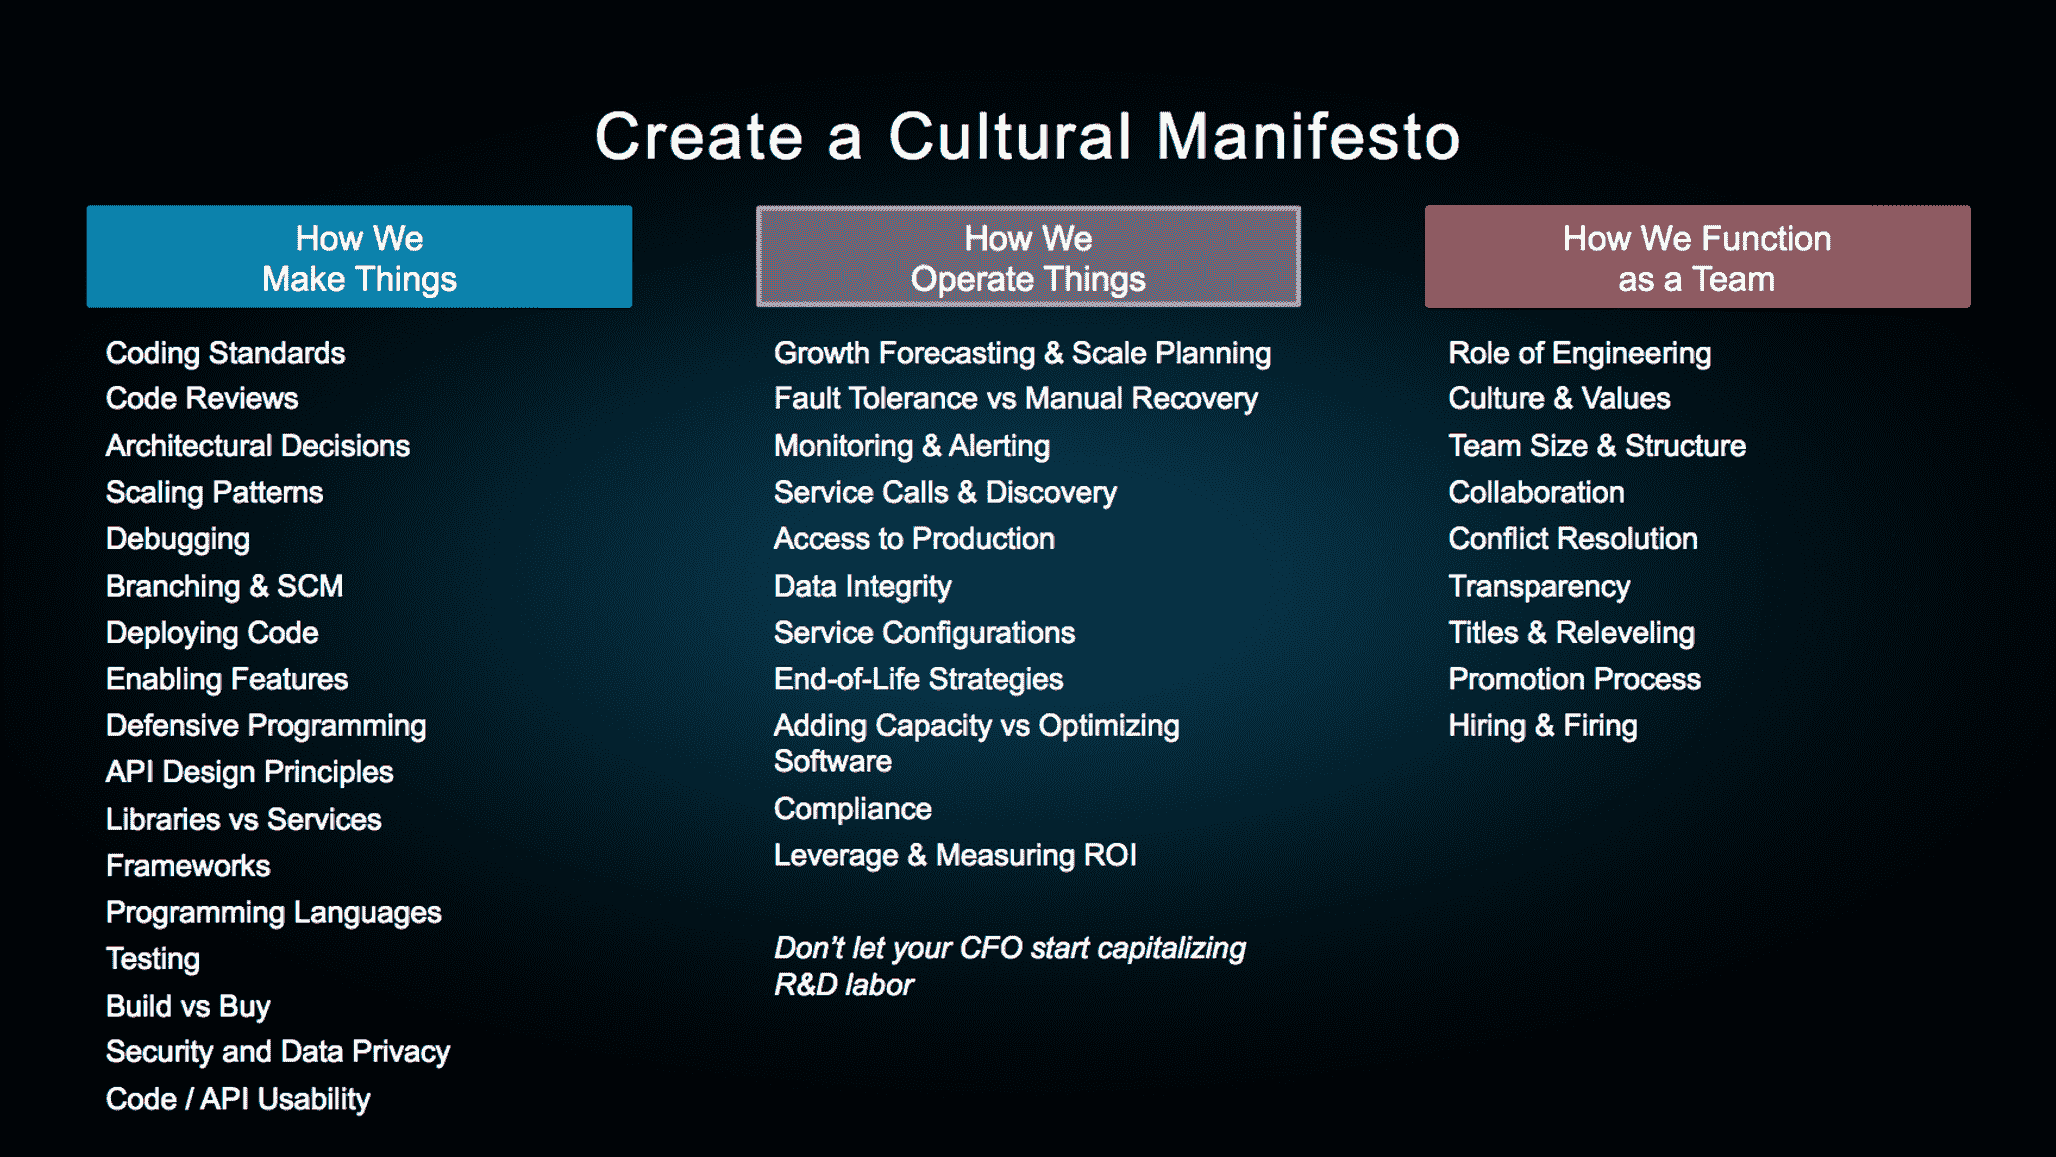 Create a Cultural Manifesto
How We
Make Things
Coding Standards
Code Reviews
Architectural Decisions
Scaling Patterns
Debugging
Branching & SCM
Deploying Code
Enabling Features
Defensive Programming
API Design Principles
Libraries vs Services
Frameworks
Programming Languages
Testing
Build vs Buy
Security and Data Privacy
Code / API Usability
How We
Operate Things
Growth Forecasting & Scale Planning
Fault Tolerance vs Manual Recovery
Monitoring & Alerting
Service Calls & Discovery
Access to Production
Data Integrity
Service Configurations
End-of-Life Strategies
Adding Capacity vs Optimizing
Software
Compliance
Leverage & Measuring ROI
Don’t let your CFO start capitalizing
R&D labor
How We Function
as a Team
Role of Engineering
Culture & Values
Team Size & Structure
Collaboration
Conflict Resolution
Transparency
Titles & Releveling
Promotion Process
Hiring & Firing